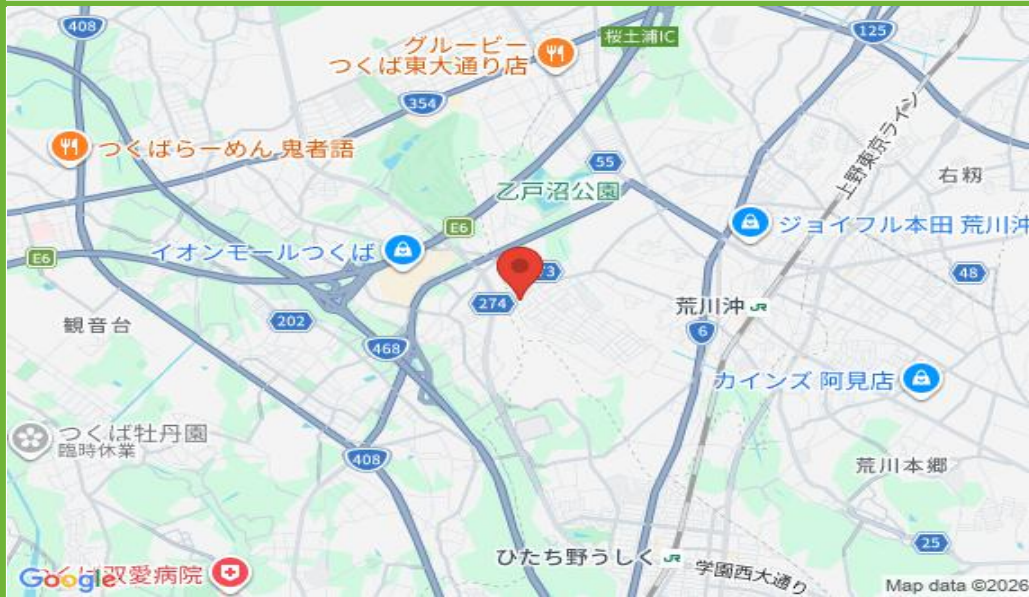 408
桜土浦IC
125
グルービー
つくば東大通り店
354
上野東京ライン
つくばらーめん 鬼者語
55
右籾
乙戸沼公園
E6
ジョイフル本田 荒川沖
イオンモールつくば
E6
48
274
荒川沖 JR
202
観音台
6
468
カインズ 阿見店
つくば牡丹園
臨時休業
408
荒川本郷
25
ひたち野うしく JR
学園西大通り
Google
双愛病院
Map data ©2026